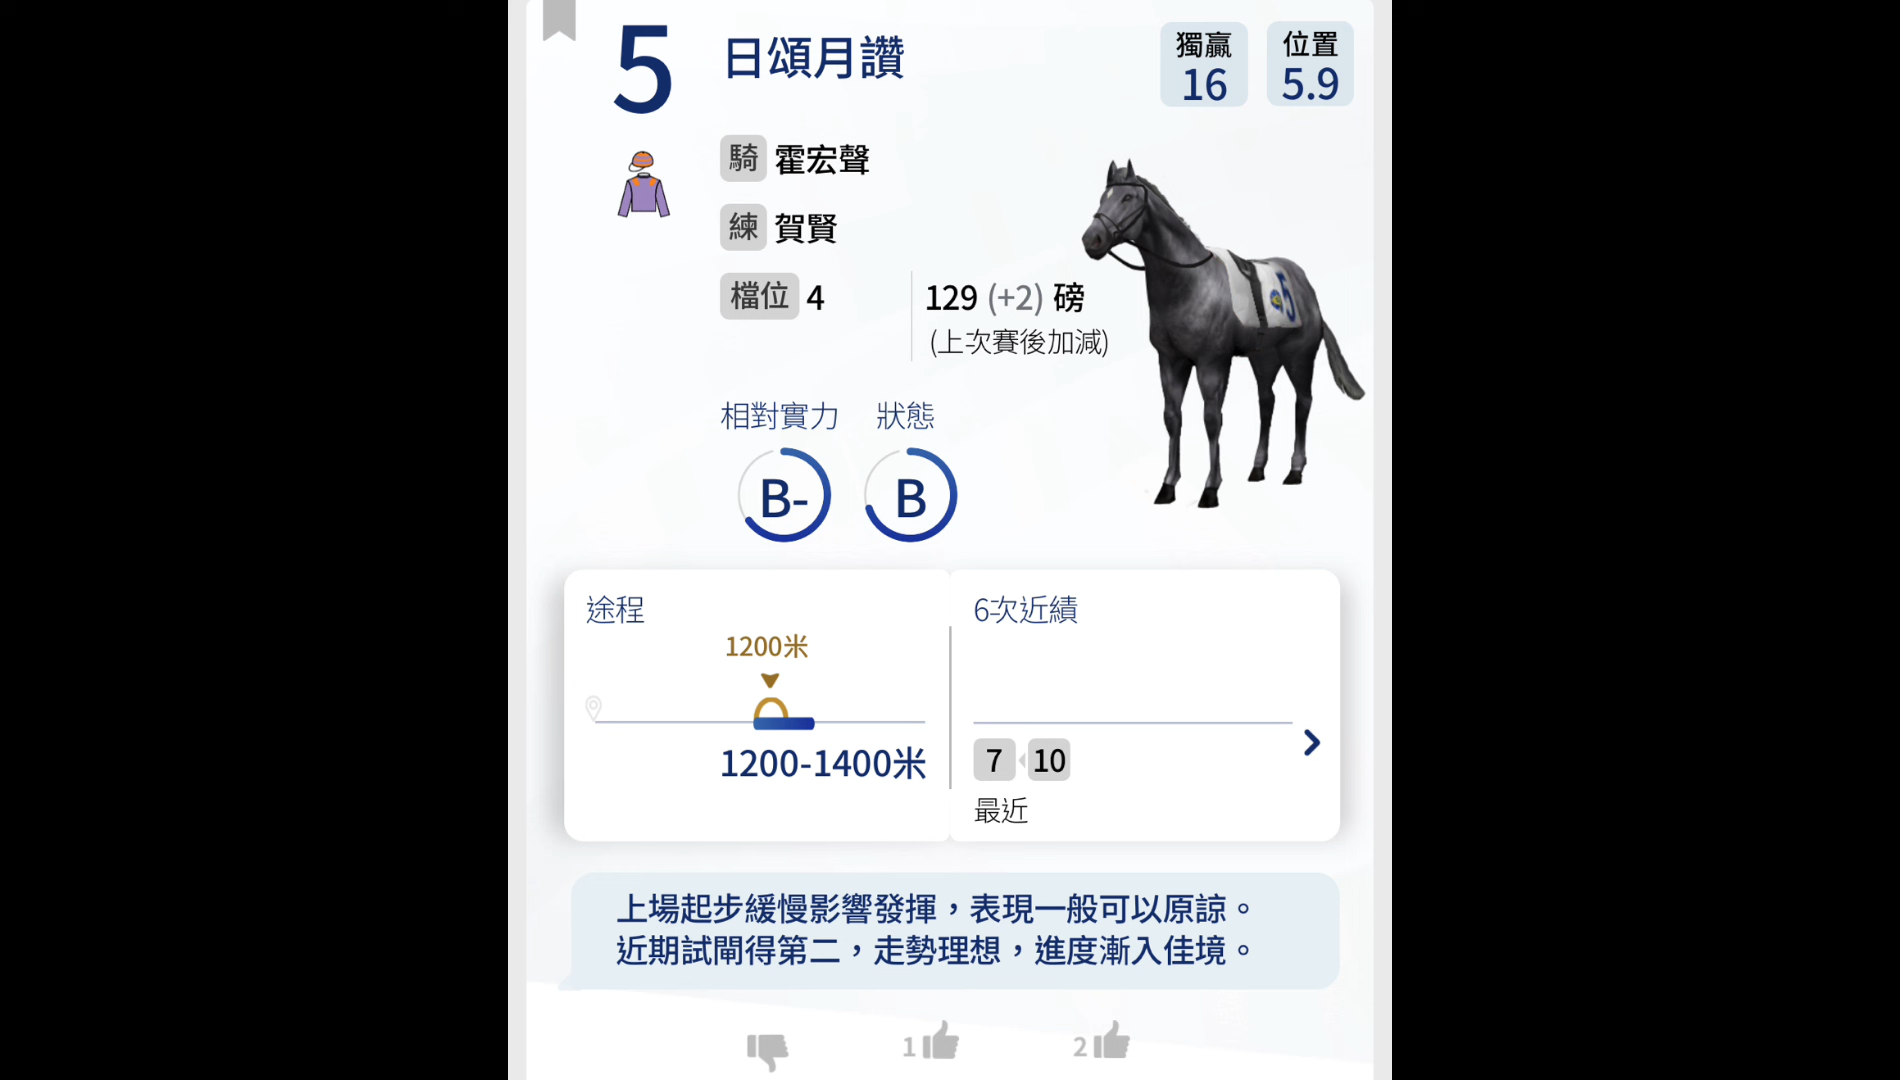 5
日頌月讚
獨贏
16
位置
5.9
騎 霍宏聲
練 賀賢
檔位 4
129 (+2) 磅
(上次賽後加減)
5
相對實力
狀態
B-
B
途程
1200米
1200-1400米
6次近績
7 10
最近
上場起步緩慢影響發揮，表現一般可以原諒。
近期試閘得第二，走勢理想，進度漸入佳境。
1
2